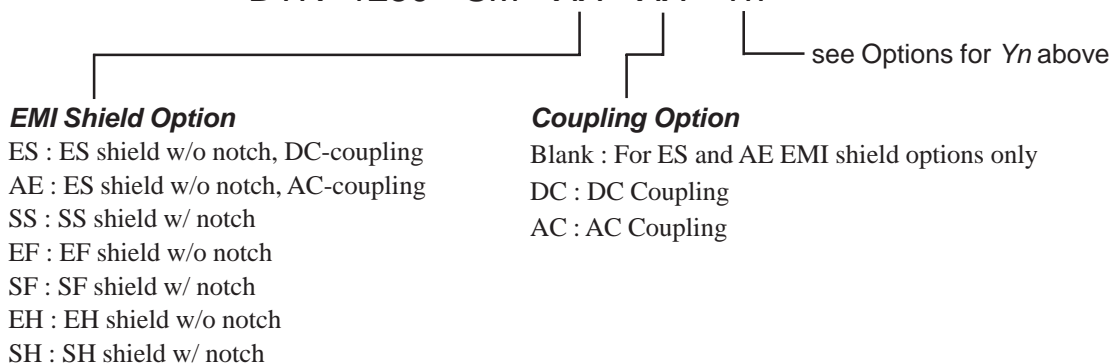 see Options for Yn above
EMI Shield Option
ES : ES shield w/o notch, DC-coupling
AE : ES shield w/o notch, AC-coupling
SS : SS shield w/ notch
EF : EF shield w/o notch
SF : SF shield w/ notch
EH : EH shield w/o notch
SH : SH shield w/ notch
Coupling Option
Blank : For ES and AE EMI shield options only
DC : DC Coupling
AC : AC Coupling